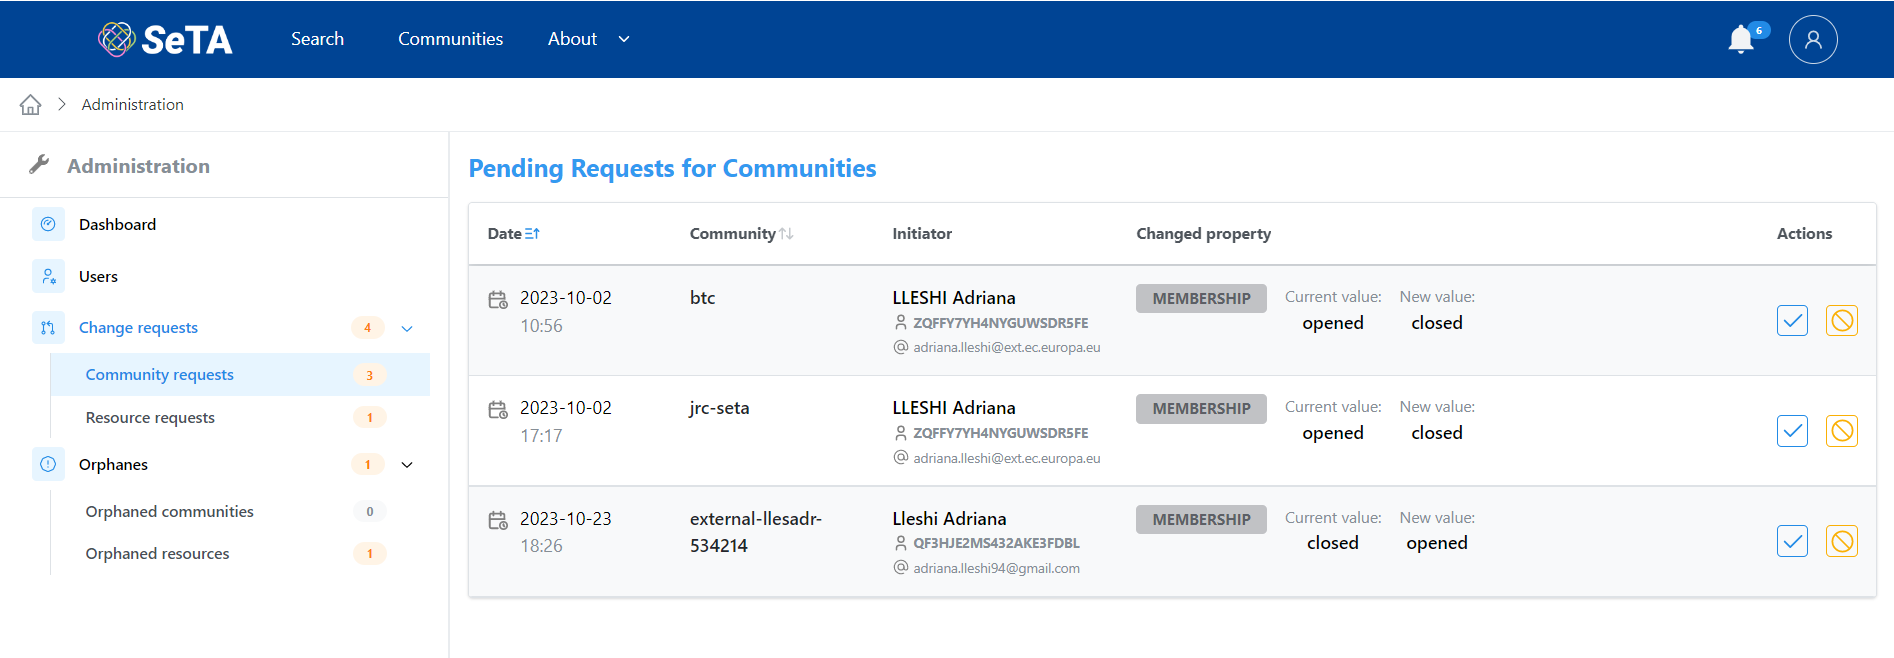 SeTA
Search
Communities
About
6
Administration
Administration
Dashboard
Users
Change requests 4
Community requests 3
Resource requests 1
Orphanes 1
Orphaned communities 0
Orphaned resources 1
Pending Requests for Communities
Date Community Initiator Changed property Actions
2023-10-02
10:56
btc
LLESHI Adriana
ZQFFY7YH4NYGUWSDR5FE
adriana.lleshi@ext.ec.europa.eu
MEMBERSHIP
Current value: New value:
opened closed
2023-10-02
17:17
jrc-seta
LLESHI Adriana
ZQFFY7YH4NYGUWSDR5FE
adriana.lleshi@ext.ec.europa.eu
MEMBERSHIP
Current value: New value:
opened closed
2023-10-23
18:26
external-llesadr-
534214
Lleshi Adriana
QF3HJE2MS432AKE3FDBL
adriana.lleshi94@gmail.com
MEMBERSHIP
Current value: New value:
closed opened